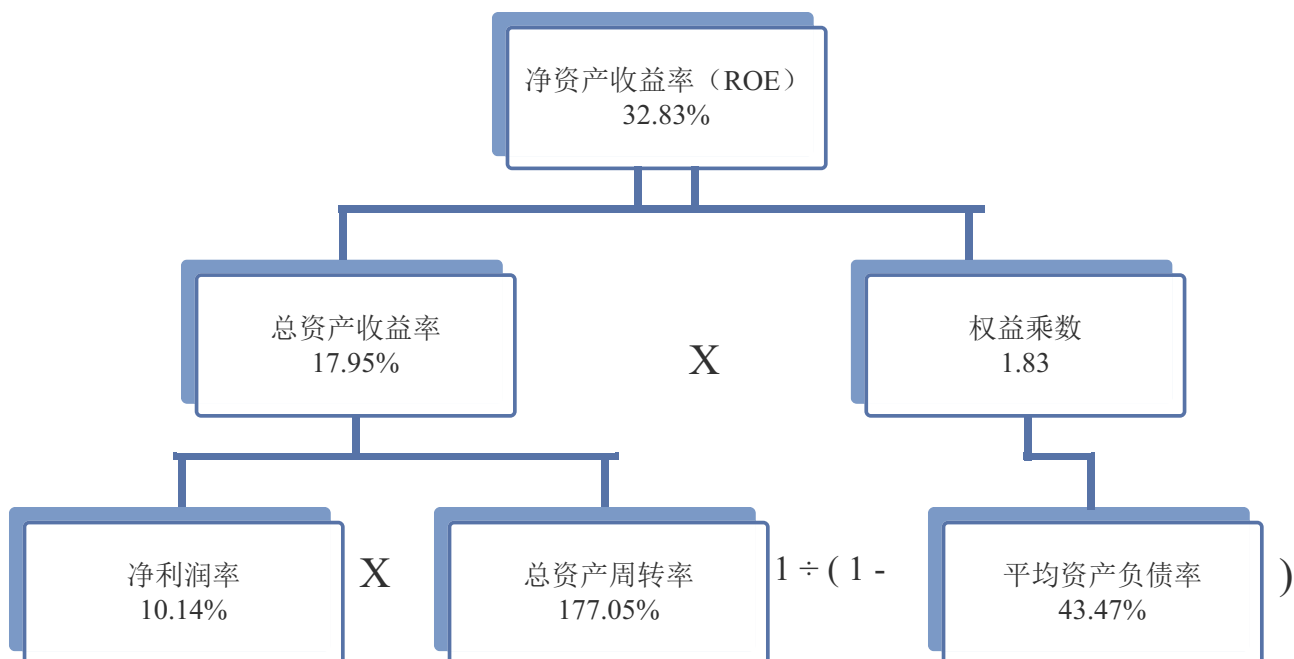 净资产收益率（ROE）
32.83%
总资产收益率
17.95%
X
权益乘数
1.83
净利润率
10.14%
X
总资产周转率
177.05%
1 ÷ ( 1 -
平均资产负债率
43.47%
)